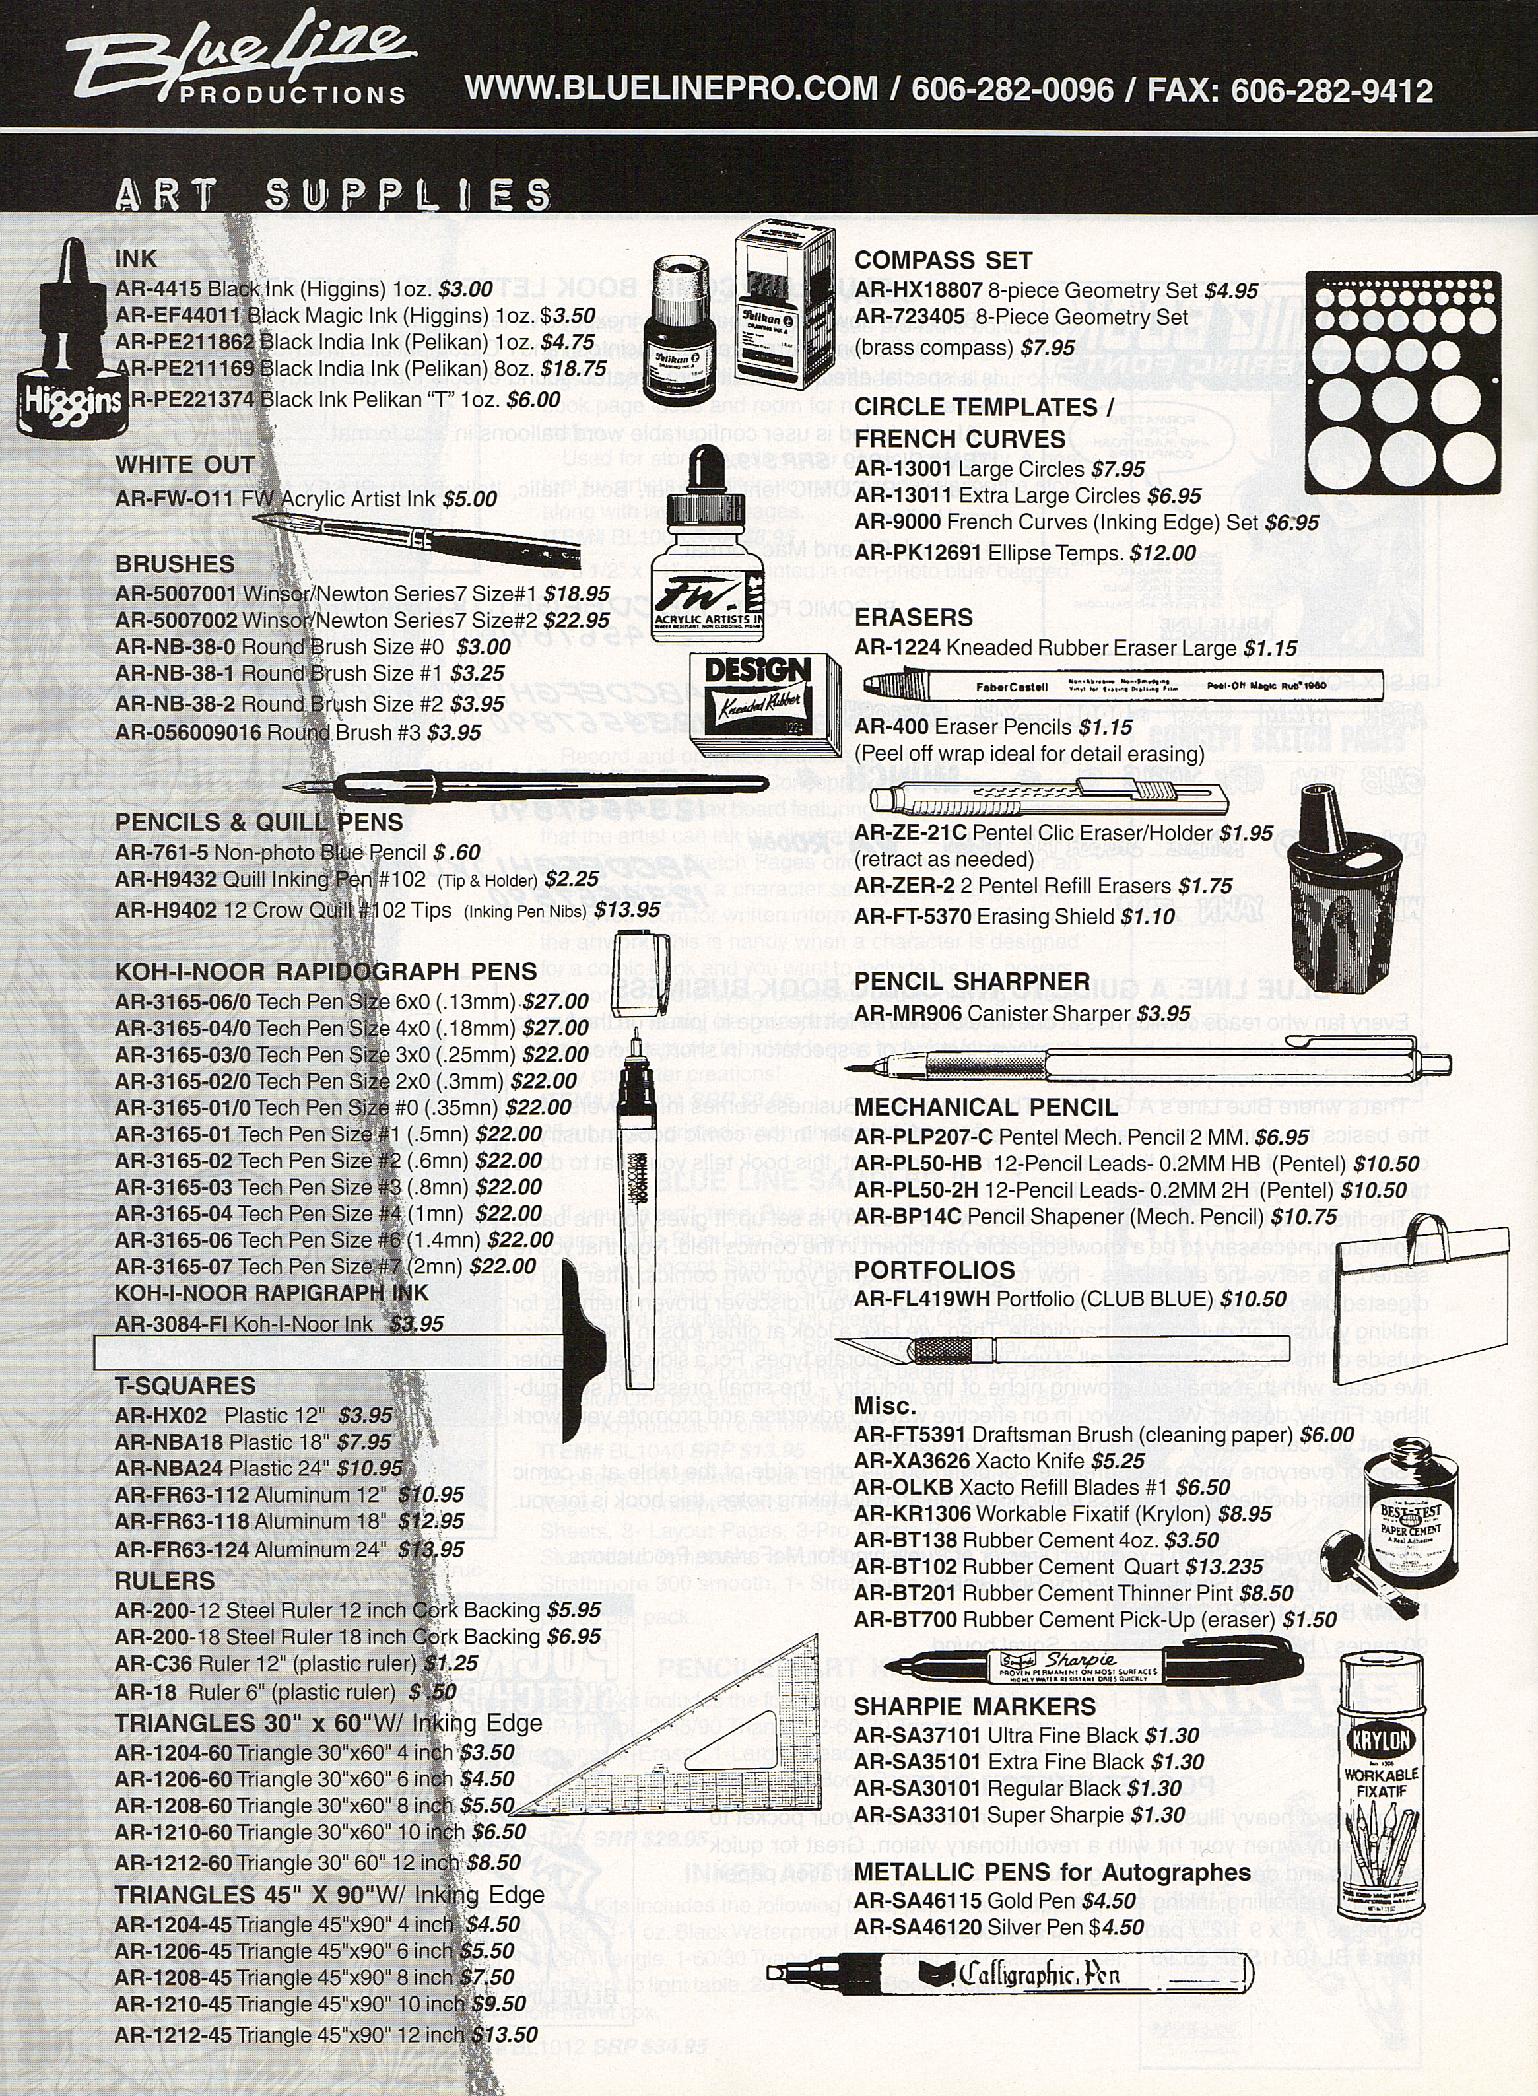 Blue Line
PRODUCTIONS
WWW.BLUELINEPRO.COM / 606-282-0096 / FAX: 606-282-9412
ART SUPPLIES
INK
AR-4415 Black Ink (Higgins) 1oz. $3.00
AR-EF44011 Black Magic Ink (Higgins) 1oz. $3.50
AR-PE211862 Black India Ink (Pelikan) 1oz. $4.75
AR-PE211169 Black India Ink (Pelikan) 8oz. $18.75
AR-PE221374 Black Ink Pelikan “T” 1oz. $6.00
Higgins
Pelikan
DRAWING INK A
Pelikan
WHITE OUT
AR-FW-O11 FW Acrylic Artist Ink $5.00
FW.
ACRYLIC ARTISTS IN
BRUSHES
AR-5007001 Winsor/Newton Series7 Size#1 $18.95
AR-5007002 Winsor/Newton Series7 Size#2 $22.95
AR-NB-38-0 Round Brush Size #0 $3.00
AR-NB-38-1 Round Brush Size #1 $3.25
AR-NB-38-2 Round Brush Size #2 $3.95
AR-056009016 Round Brush #3 $3.95
DESIGN
Kneaded Rubber
PENCILS & QUILL PENS
AR-761-5 Non-photo Blue Pencil $ .60
AR-H9432 Quill Inking Pen #102 (Tip & Holder) $2.25
AR-H9402 12 Crow Quill #102 Tips (Inking Pen Nibs) $13.95
KOH-I-NOOR RAPIDOGRAPH PENS
AR-3165-06/0 Tech Pen Size 6x0 (.13mm) $27.00
AR-3165-04/0 Tech Pen Size 4x0 (.18mm) $27.00
AR-3165-03/0 Tech Pen Size 3x0 (.25mm) $22.00
AR-3165-02/0 Tech Pen Size 2x0 (.3mm) $22.00
AR-3165-01/0 Tech Pen Size #0 (.35mm) $22.00
AR-3165-01 Tech Pen Size #1 (.5mn) $22.00
AR-3165-02 Tech Pen Size #2 (.6mn) $22.00
AR-3165-03 Tech Pen Size #3 (.8mn) $22.00
AR-3165-04 Tech Pen Size #4 (1mn) $22.00
AR-3165-06 Tech Pen Size #6 (1.4mn) $22.00
AR-3165-07 Tech Pen Size #7 (2mn) $22.00
KOH-I-NOOR RAPIGRAPH INK
AR-3084-FI Koh-I-Noor Ink $3.95
T-SQUARES
AR-HX02 Plastic 12" $3.95
AR-NBA18 Plastic 18" $7.95
AR-NBA24 Plastic 24" $10.95
AR-FR63-112 Aluminum 12" $10.95
AR-FR63-118 Aluminum 18" $12.95
AR-FR63-124 Aluminum 24" $13.95
RULERS
AR-200-12 Steel Ruler 12 inch Cork Backing $5.95
AR-200-18 Steel Ruler 18 inch Cork Backing $6.95
AR-C36 Ruler 12" (plastic ruler) $1.25
AR-18 Ruler 6" (plastic ruler) $ .50
TRIANGLES 30" x 60"W/ Inking Edge
AR-1204-60 Triangle 30"x60" 4 inch $3.50
AR-1206-60 Triangle 30"x60" 6 inch $4.50
AR-1208-60 Triangle 30"x60" 8 inch $5.50
AR-1210-60 Triangle 30"x60" 10 inch $6.50
AR-1212-60 Triangle 30" 60" 12 inch $8.50
TRIANGLES 45" X 90"W/ Inking Edge
AR-1204-45 Triangle 45"x90" 4 inch $4.50
AR-1206-45 Triangle 45"x90" 6 inch $5.50
AR-1208-45 Triangle 45"x90" 8 inch $7.50
AR-1210-45 Triangle 45"x90" 10 inch $9.50
AR-1212-45 Triangle 45"x90" 12 inch $13.50
COMPASS SET
AR-HX18807 8-piece Geometry Set $4.95
AR-723405 8-Piece Geometry Set
(brass compass) $7.95
CIRCLE TEMPLATES /
FRENCH CURVES
AR-13001 Large Circles $7.95
AR-13011 Extra Large Circles $6.95
AR-9000 French Curves (Inking Edge) Set $6.95
AR-PK12691 Ellipse Temps. $12.00
ERASERS
AR-1224 Kneaded Rubber Eraser Large $1.15
FaberCastell
Peel-Off Magic Rub 1960
AR-400 Eraser Pencils $1.15
(Peel off wrap ideal for detail erasing)
AR-ZE-21C Pentel Clic Eraser/Holder $1.95
(retract as needed)
AR-ZER-2 2 Pentel Refill Erasers $1.75
AR-FT-5370 Erasing Shield $1.10
PENCIL SHARPNER
AR-MR906 Canister Sharper $3.95
MECHANICAL PENCIL
AR-PLP207-C Pentel Mech. Pencil 2 MM. $6.95
AR-PL50-HB 12-Pencil Leads- 0.2MM HB (Pentel) $10.50
AR-PL50-2H 12-Pencil Leads- 0.2MM 2H (Pentel) $10.50
AR-BP14C Pencil Shapener (Mech. Pencil) $10.75
PORTFOLIOS
AR-FL419WH Portfolio (CLUB BLUE) $10.50
Misc.
AR-FT5391 Draftsman Brush (cleaning paper) $6.00
AR-XA3626 Xacto Knife $5.25
AR-OLKB Xacto Refill Blades #1 $6.50
AR-KR1306 Workable Fixatif (Krylon) $8.95
AR-BT138 Rubber Cement 4oz. $3.50
AR-BT102 Rubber Cement Quart $13.235
AR-BT201 Rubber Cement Thinner Pint $8.50
AR-BT700 Rubber Cement Pick-Up (eraser) $1.50
BEST-TEST
PAPER CEMENT
Sharpie
PROVEN PERMANENT ON MOST SURFACES
HIGHLY WATER RESISTANT DRIES QUICKLY
SHARPIE MARKERS
AR-SA37101 Ultra Fine Black $1.30
AR-SA35101 Extra Fine Black $1.30
AR-SA30101 Regular Black $1.30
AR-SA33101 Super Sharpie $1.30
KRYLON
WORKABLE
FIXATIF
METALLIC PENS for Autographes
AR-SA46115 Gold Pen $4.50
AR-SA46120 Silver Pen $4.50
Calligraphic Pen